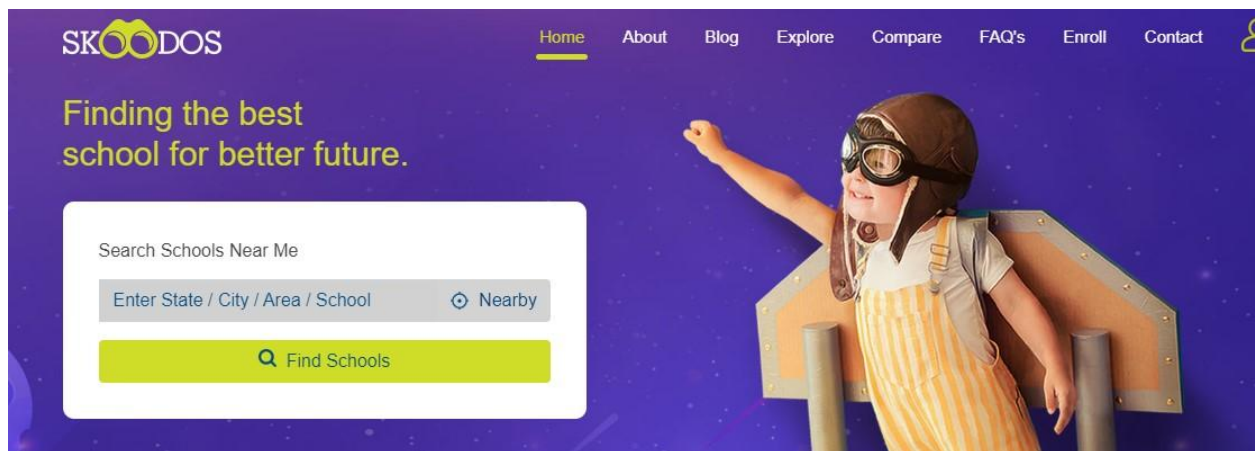 SKOODOS
Home About Blog Explore Compare FAQ's Enroll Contact
Finding the best
school for better future.
Search Schools Near Me
Enter State / City / Area / School Nearby
Find Schools